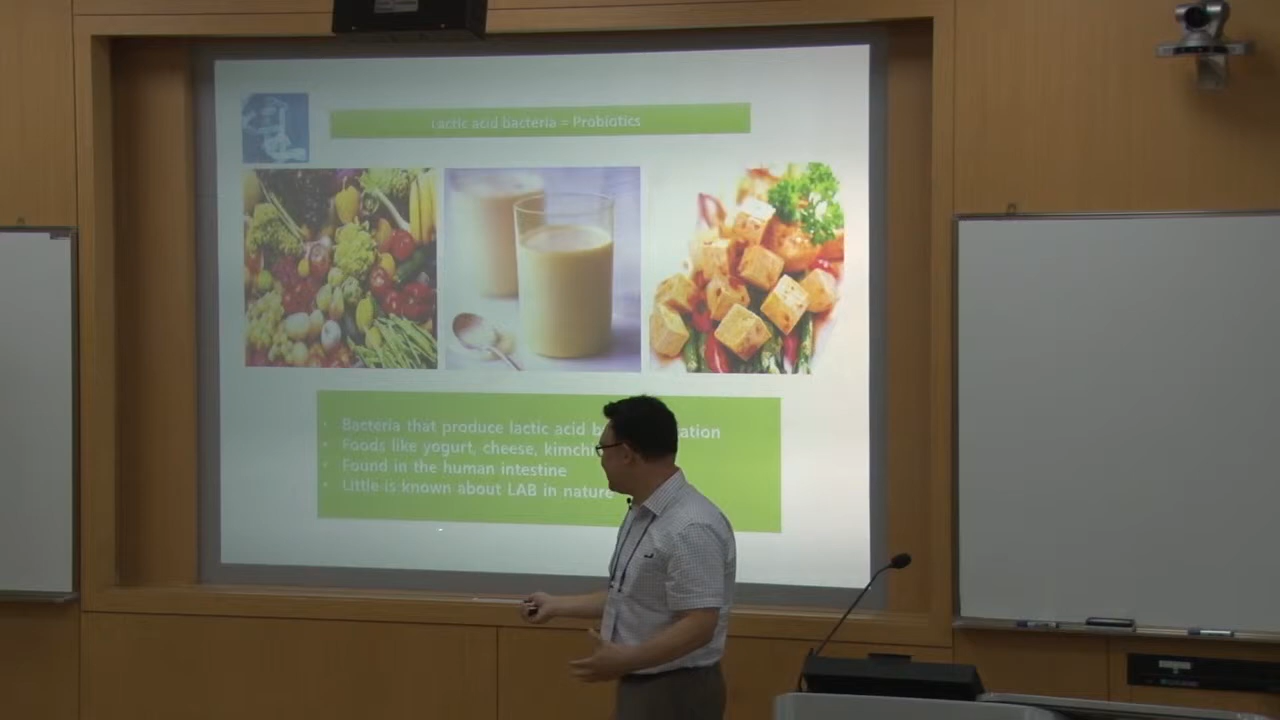 Lactic acid bacteria = Probiotics
• Bacteria that produce lactic acid b ation
• Foods like yogurt, cheese, kimchi
• Found in the human intestine
• Little is known about LAB in nature